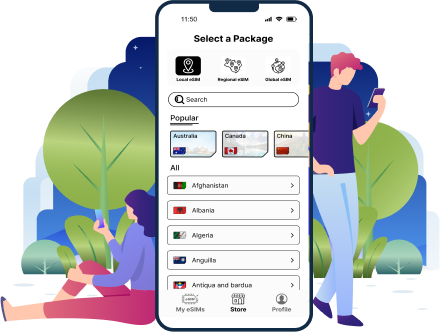 11:50
Select a Package
Local eSIM
Regional eSIM
Global eSIM
Search
Popular
Australia
Canada
China
All
Afghanistan
Albania
Algeria
Anguilla
Antiqua and bardua
My eSIMs
Store
Profile